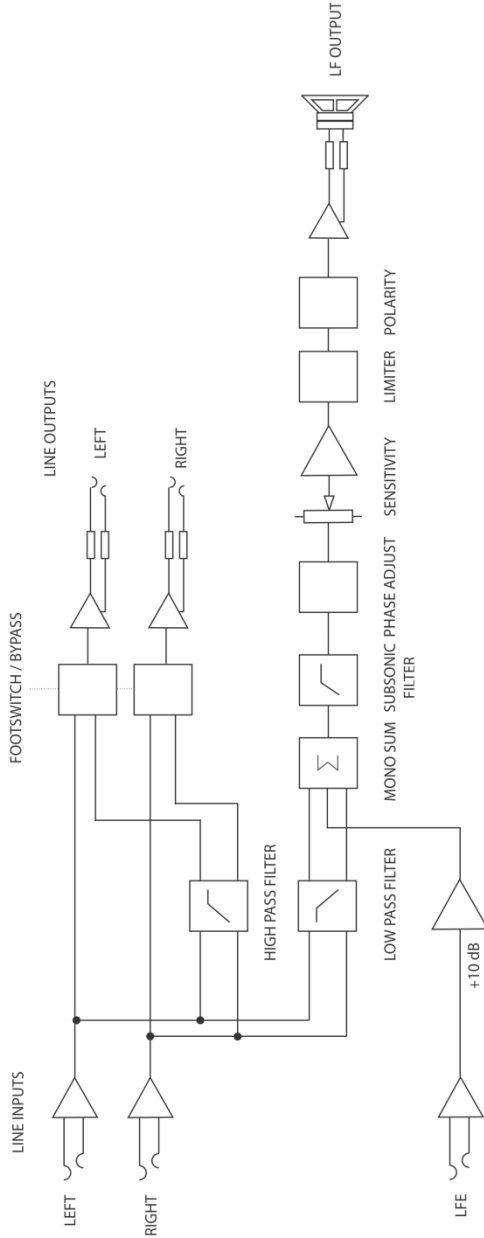 LINE INPUTS
LEFT
RIGHT
LFE
+10 dB
HIGH PASS FILTER
LOW PASS FILTER
FOOTSWITCH / BYPASS
LINE OUTPUTS
LEFT
RIGHT
MONO SUM
SUBSONIC
FILTER
PHASE ADJUST
SENSITIVITY
LIMITER
POLARITY
LF OUTPUT
Σ